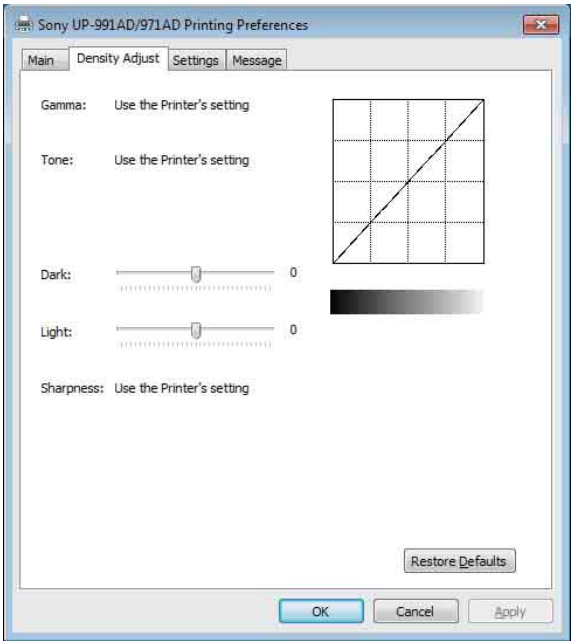 Sony UP-991AD/971AD Printing Preferences
Main Density Adjust Settings Message
Gamma: Use the Printer's setting
Tone: Use the Printer's setting
Dark: 0
Light: 0
Sharpness: Use the Printer's setting
Restore Defaults
OK Cancel Apply